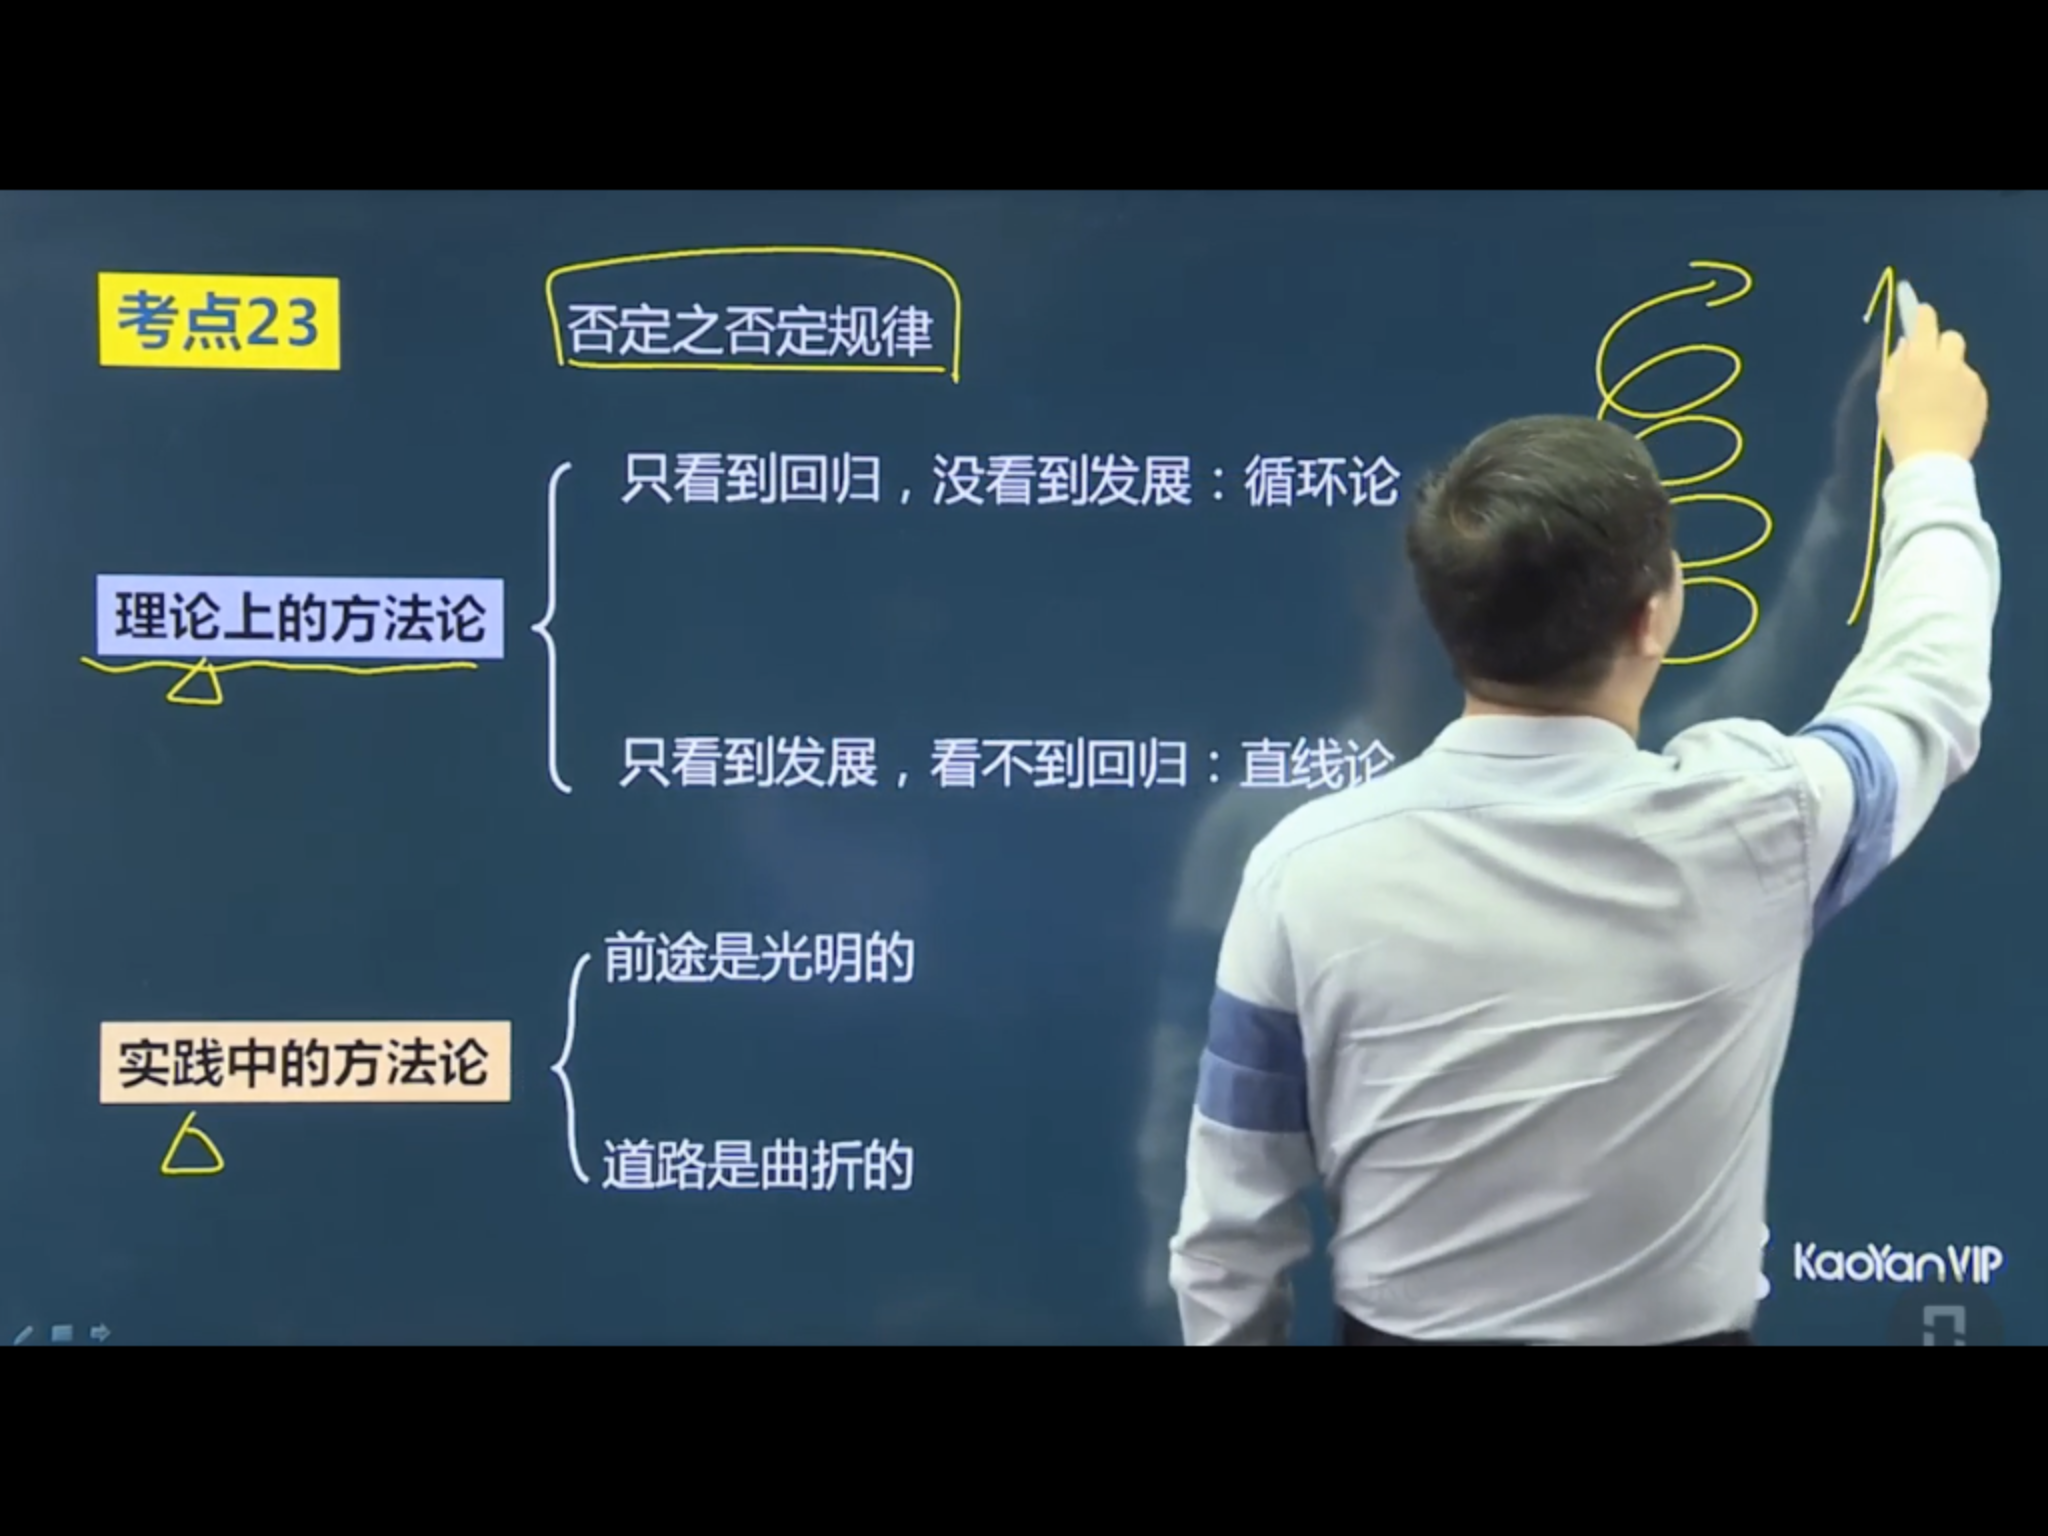 考点23
否定之否定规律
只看到回归，没看到发展：循环论
理论上的方法论
只看到发展，看不到回归：直线论
前途是光明的
实践中的方法论
道路是曲折的
KaoYanVIP